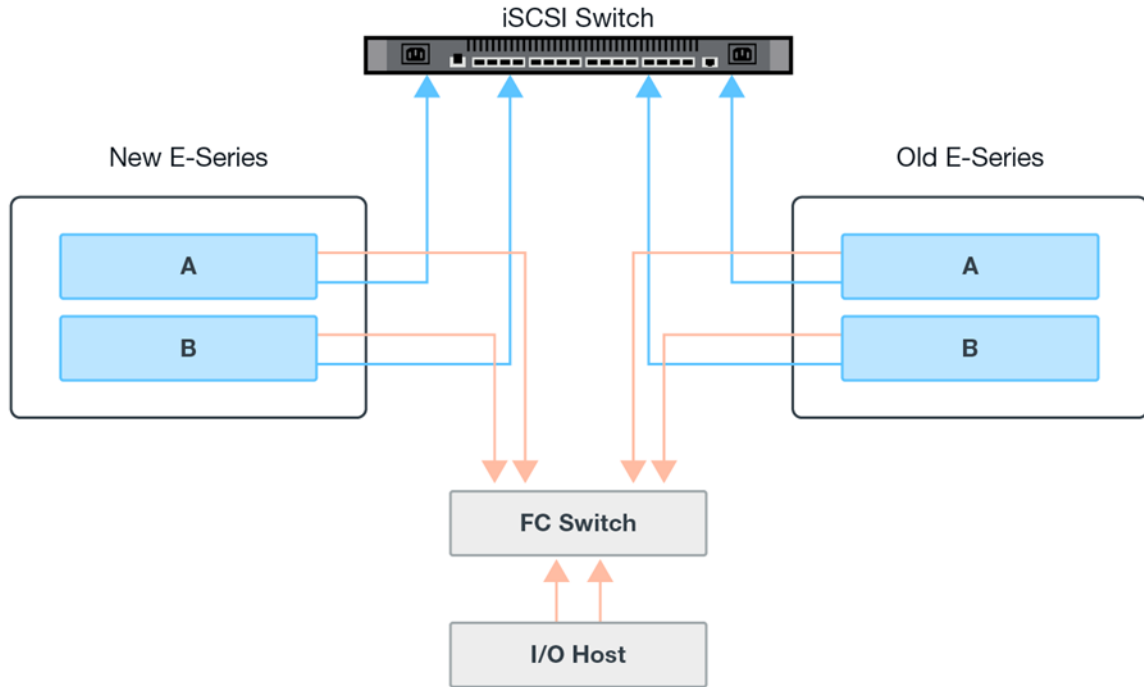 iSCSI Switch
New E-Series
Old E-Series
A
A
B
B
FC Switch
I/O Host